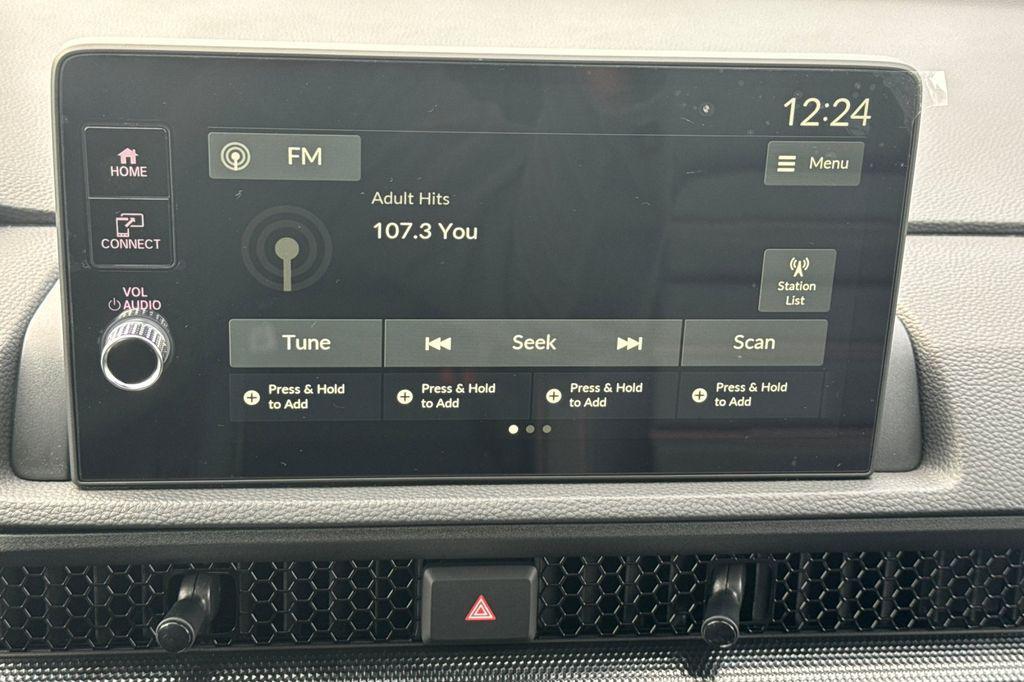 12:24
HOME
FM
Menu
Adult Hits
107.3 You
CONNECT
Station
List
VOL
AUDIO
Tune
Seek
Scan
Press & Hold
to Add
Press & Hold
to Add
Press & Hold
to Add
Press & Hold
to Add